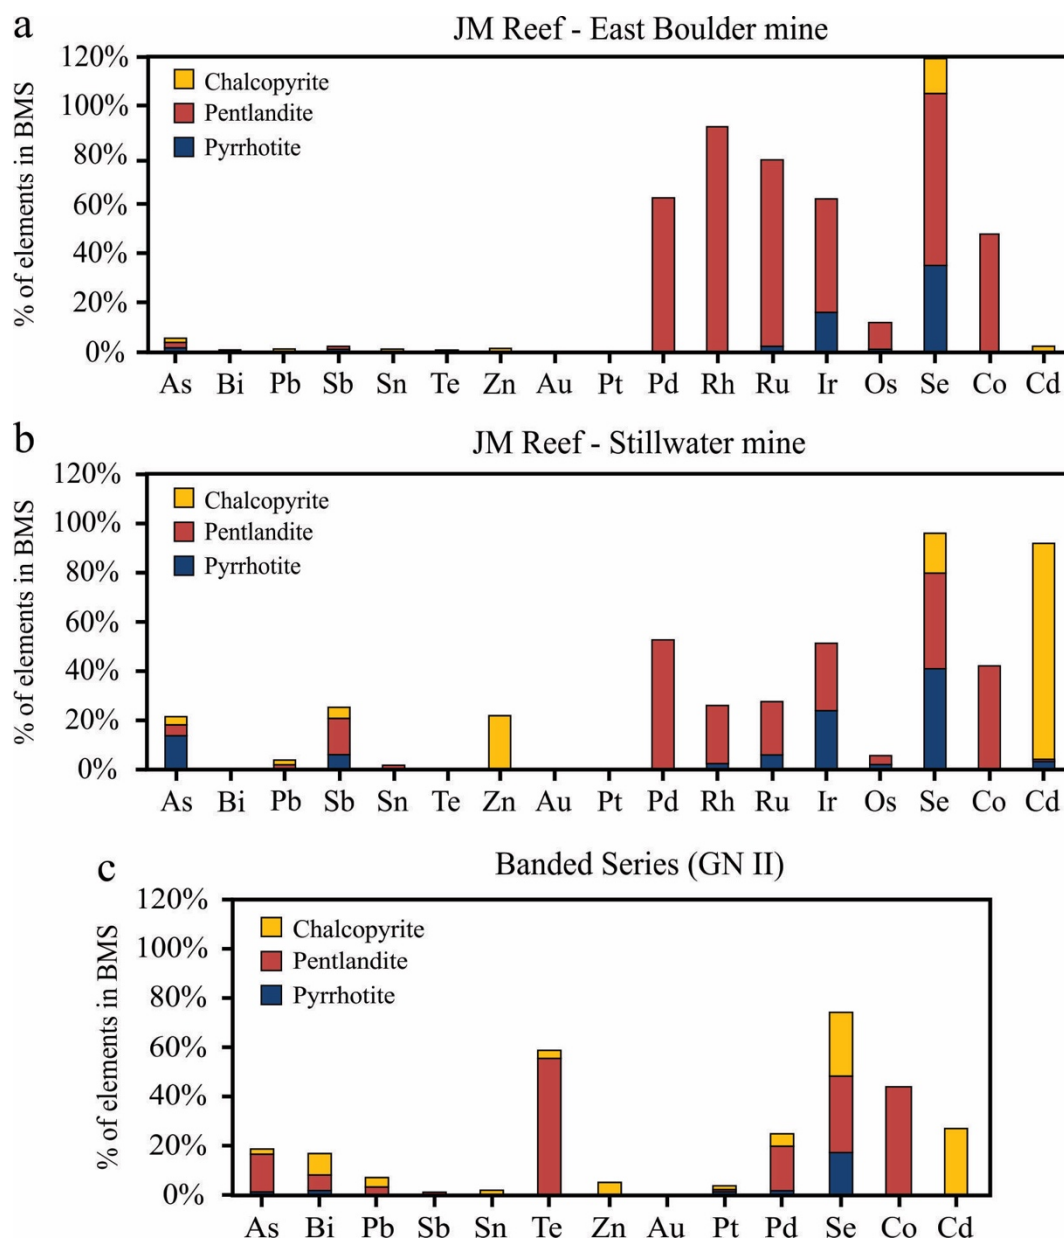 a
JM Reef - East Boulder mine
% of elements in BMS
120%
100%
80%
60%
40%
20%
0%
Chalcopyrite
Pentlandite
Pyrrhotite
As Bi Pb Sb Sn Te Zn Au Pt Pd Rh Ru Ir Os Se Co Cd
b
JM Reef - Stillwater mine
% of elements in BMS
120%
100%
80%
60%
40%
20%
0%
Chalcopyrite
Pentlandite
Pyrrhotite
As Bi Pb Sb Sn Te Zn Au Pt Pd Rh Ru Ir Os Se Co Cd
c
Banded Series (GN II)
% of elements in BMS
120%
100%
80%
60%
40%
20%
0%
Chalcopyrite
Pentlandite
Pyrrhotite
As Bi Pb Sb Sn Te Zn Au Pt Pd Se Co Cd